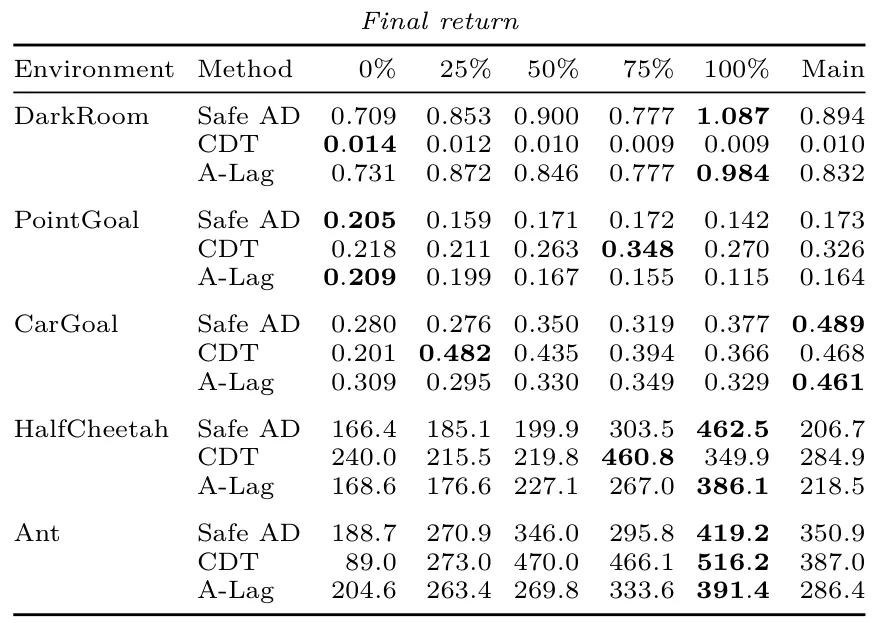 Final return
Environment Method 0% 25% 50% 75% 100% Main
DarkRoom Safe AD 0.709 0.853 0.900 0.777 1.087 0.894
CDT 0.014 0.012 0.010 0.009 0.009 0.010
A-Lag 0.731 0.872 0.846 0.777 0.984 0.832
PointGoal Safe AD 0.205 0.159 0.171 0.172 0.142 0.173
CDT 0.218 0.211 0.263 0.348 0.270 0.326
A-Lag 0.209 0.199 0.167 0.155 0.115 0.164
CarGoal Safe AD 0.280 0.276 0.350 0.319 0.377 0.489
CDT 0.201 0.482 0.435 0.394 0.366 0.468
A-Lag 0.309 0.295 0.330 0.349 0.329 0.461
HalfCheetah Safe AD 166.4 185.1 199.9 303.5 462.5 206.7
CDT 240.0 215.5 219.8 460.8 349.9 284.9
A-Lag 168.6 176.6 227.1 267.0 386.1 218.5
Ant Safe AD 188.7 270.9 346.0 295.8 419.2 350.9
CDT 89.0 273.0 470.0 466.1 516.2 387.0
A-Lag 204.6 263.4 269.8 333.6 391.4 286.4